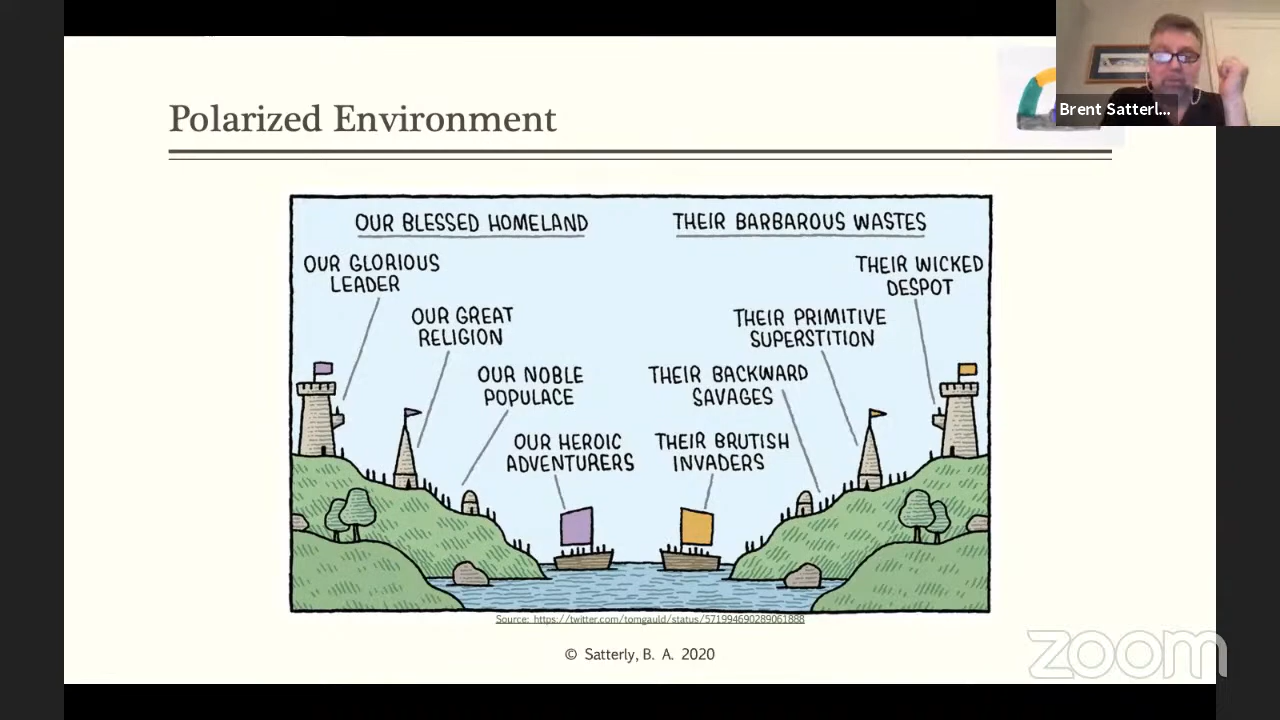 Polarized Environment
Brent Satterl...
OUR BLESSED HOMELAND
THEIR BARBAROUS WASTES
OUR GLORIOUS
LEADER
THEIR WICKED
DESPOT
OUR GREAT
RELIGION
THEIR PRIMITIVE
SUPERSTITION
OUR NOBLE
POPULACE
THEIR BACKWARD
SAVAGES
OUR HEROIC
ADVENTURERS
THEIR BRUTISH
INVADERS
Source: https://twitter.com/tomgauld/status/571994690289061888
© Satterly, B. A. 2020
zoom